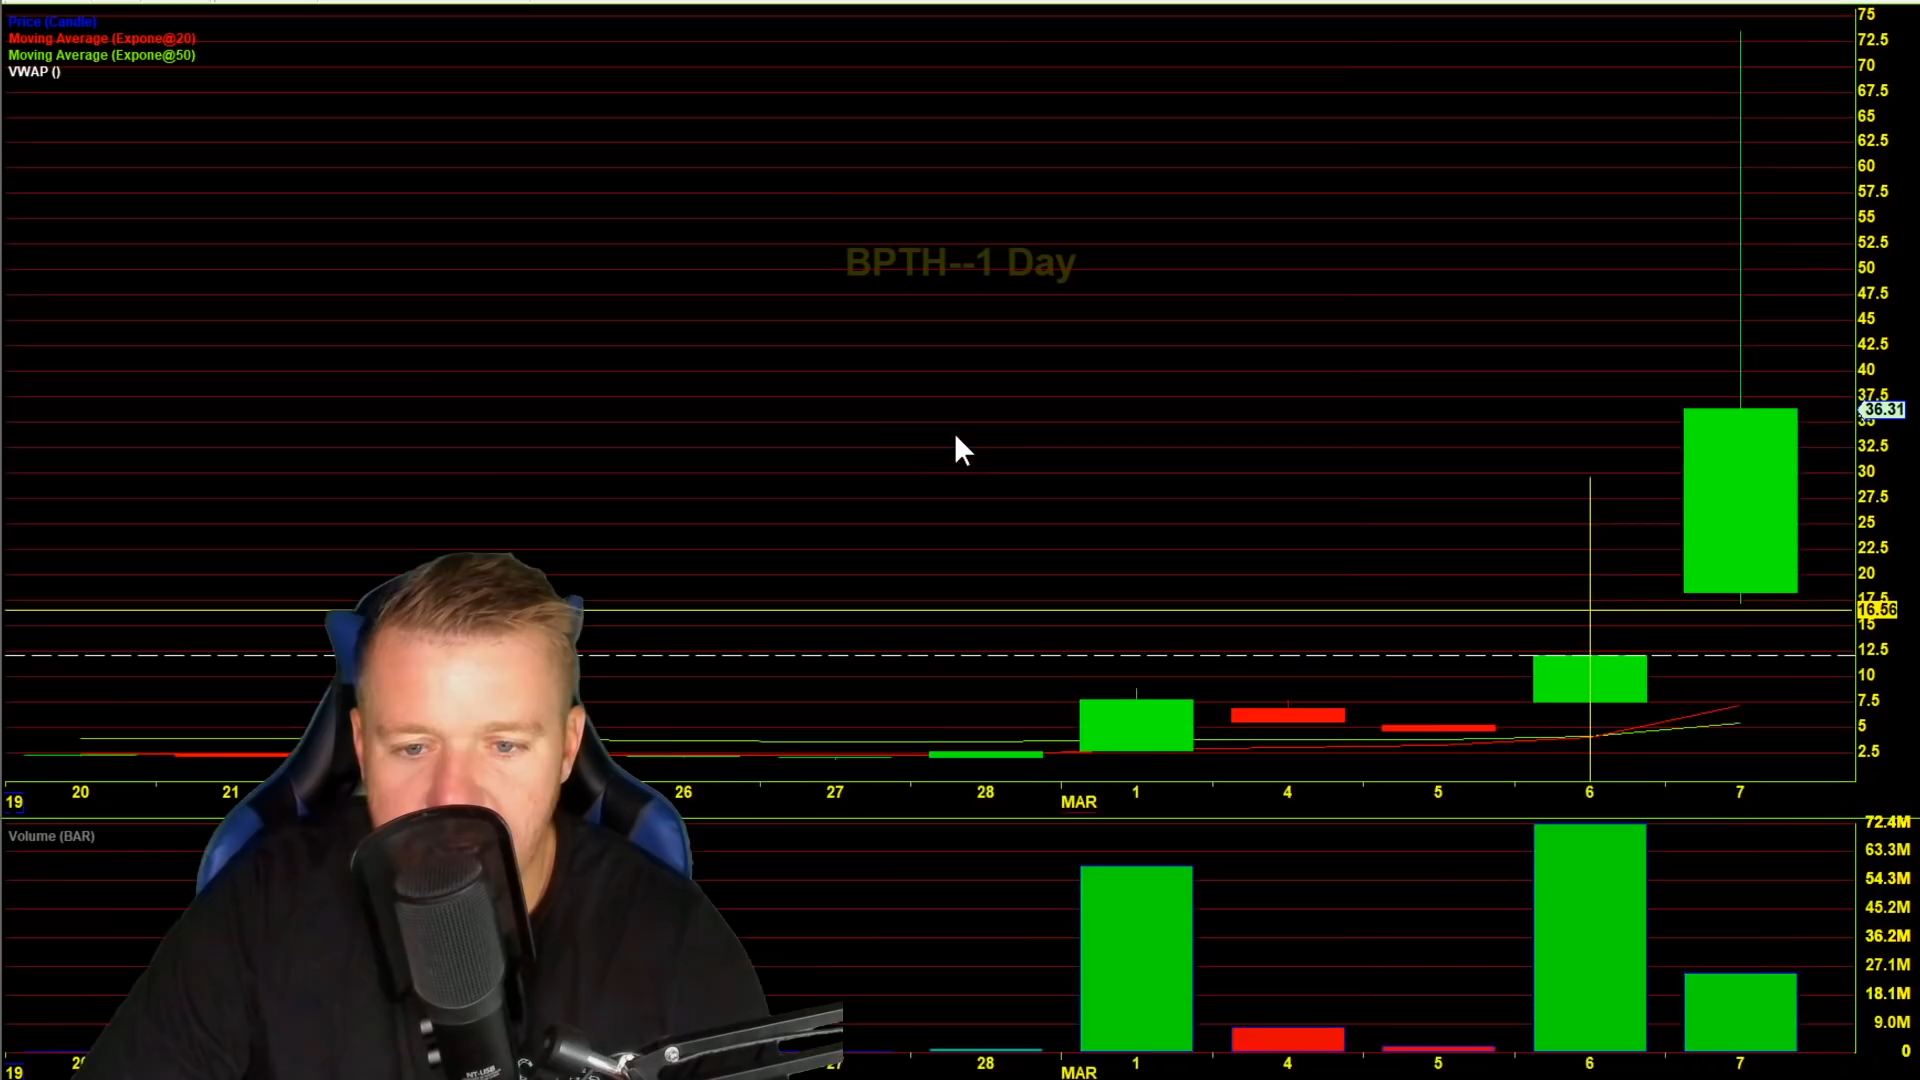 Price (Candle)
Moving Average (Expone@20)
Moving Average (Expone@50)
VWAP ()
BPTH--1 Day
75
72.5
70
67.5
65
62.5
60
57.5
55
52.5
50
47.5
45
42.5
40
37.5
36.31
35
32.5
30
27.5
25
22.5
20
17.5
16.56
15
12.5
10
7.5
5
2.5
19 20 21 26 27 28 MAR 1 4 5 6 7
Volume (BAR)
72.4M
63.3M
54.3M
45.2M
36.2M
27.1M
18.1M
9.0M
0
19 27 28 MAR 1 4 5 6 7
NT-USB